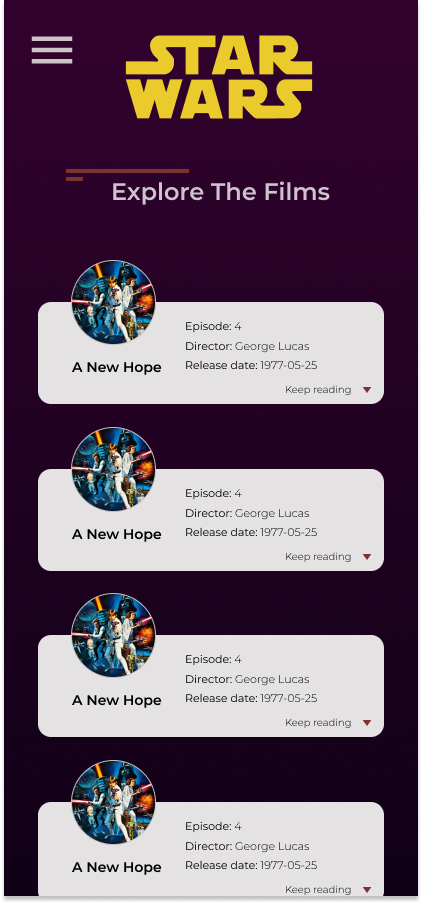 STAR
WARS
Explore The Films
Episode: 4
Director: George Lucas
A New Hope
Release date: 1977-05-25
Keep reading
Episode: 4
Director: George Lucas
A New Hope
Release date: 1977-05-25
Keep reading
Episode: 4
Director: George Lucas
A New Hope
Release date: 1977-05-25
Keep reading
Episode: 4
Director: George Lucas
A New Hope
Release date: 1977-05-25
Keep reading